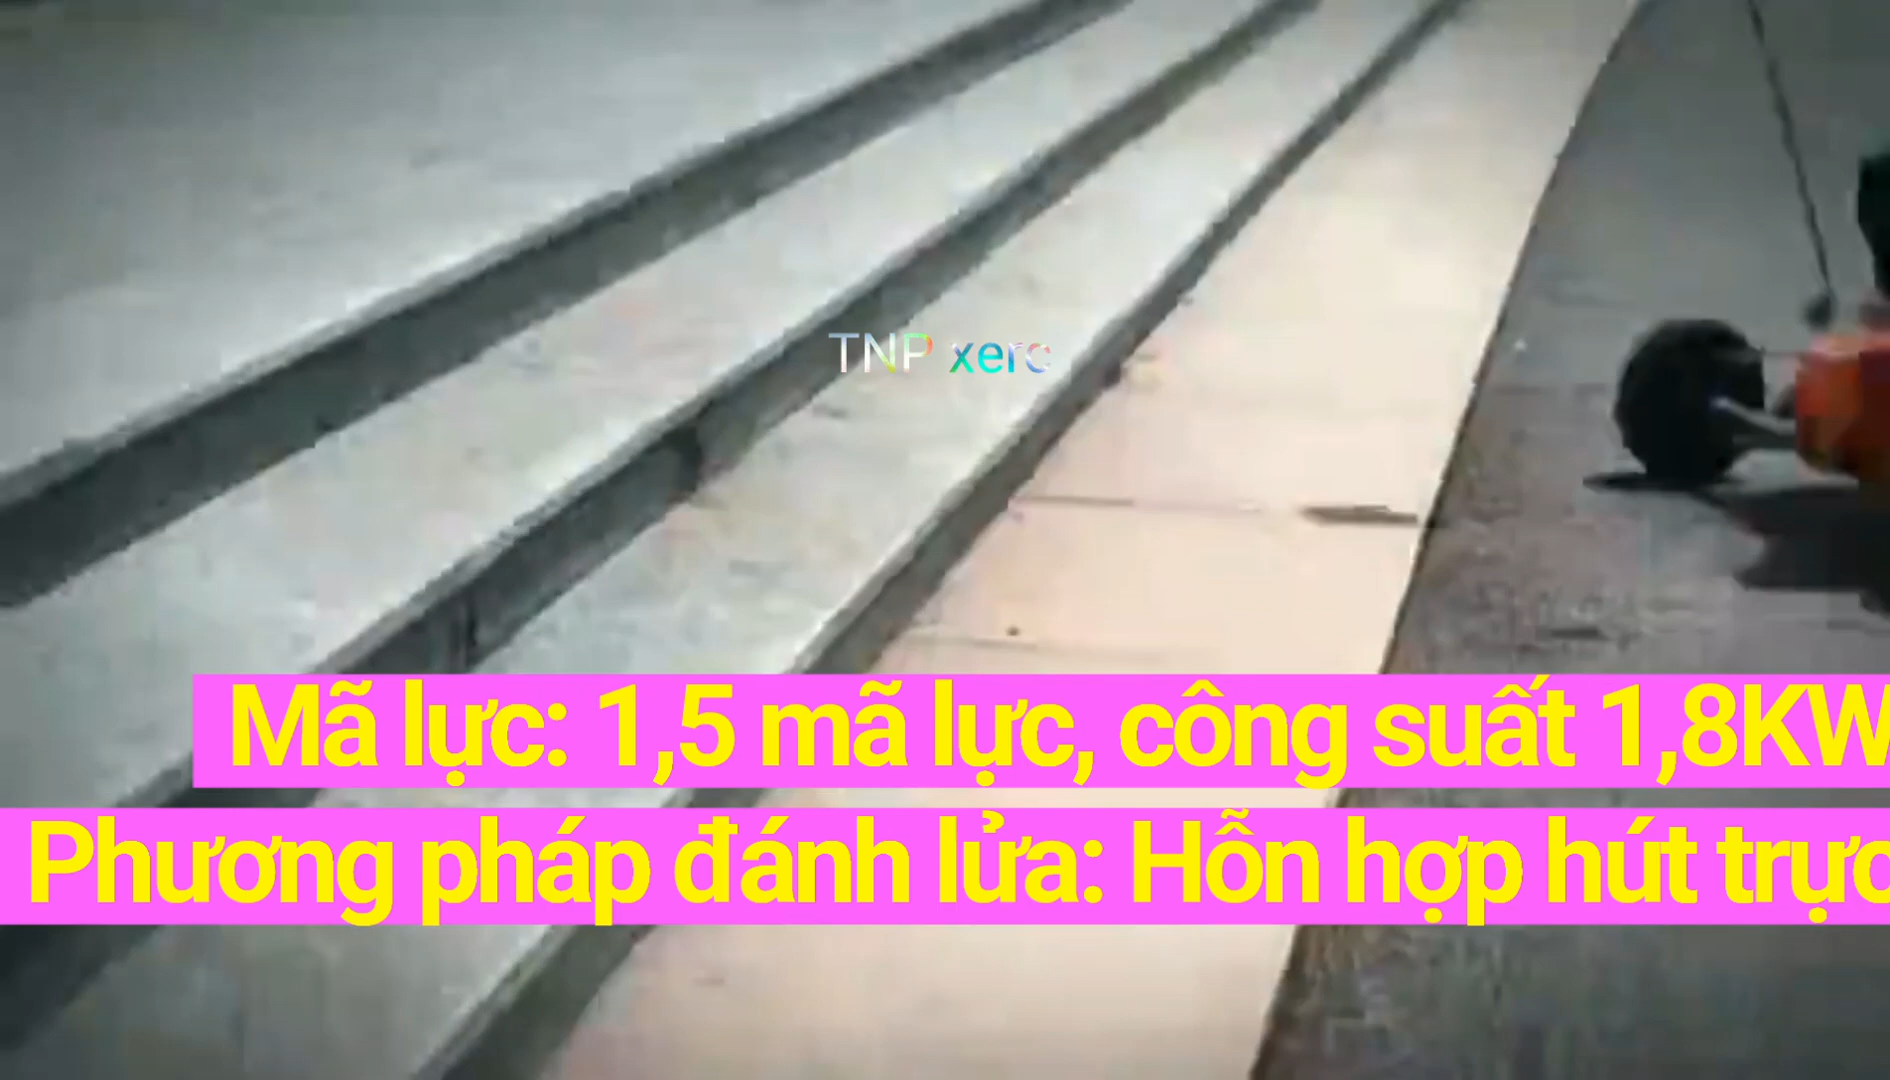 TNP xerc
Mã lực: 1,5 mã lực, công suất 1,8KW
Phương pháp đánh lửa: Hỗn hợp hút